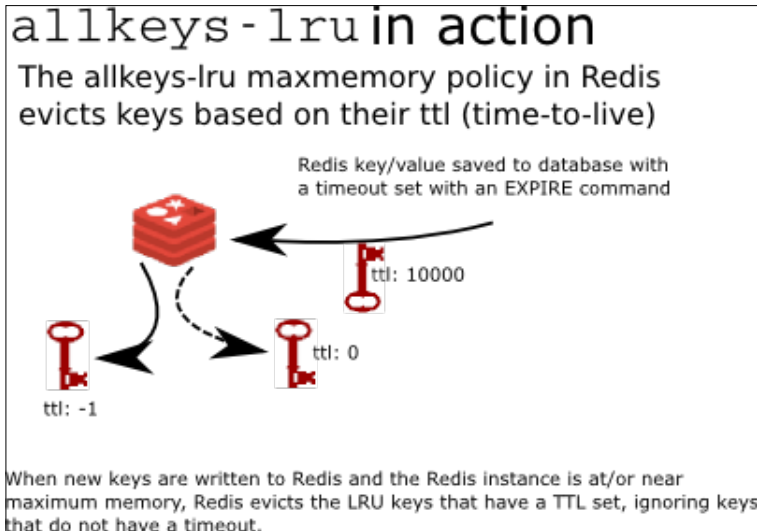 allkeys-lru in action
The allkeys-lru maxmemory policy in Redis
evicts keys based on their ttl (time-to-live)
Redis key/value saved to database with
a timeout set with an EXPIRE command
ttl: 10000
ttl: 0
ttl: -1
When new keys are written to Redis and the Redis instance is at/or near
maximum memory, Redis evicts the LRU keys that have a TTL set, ignoring keys
that do not have a timeout.